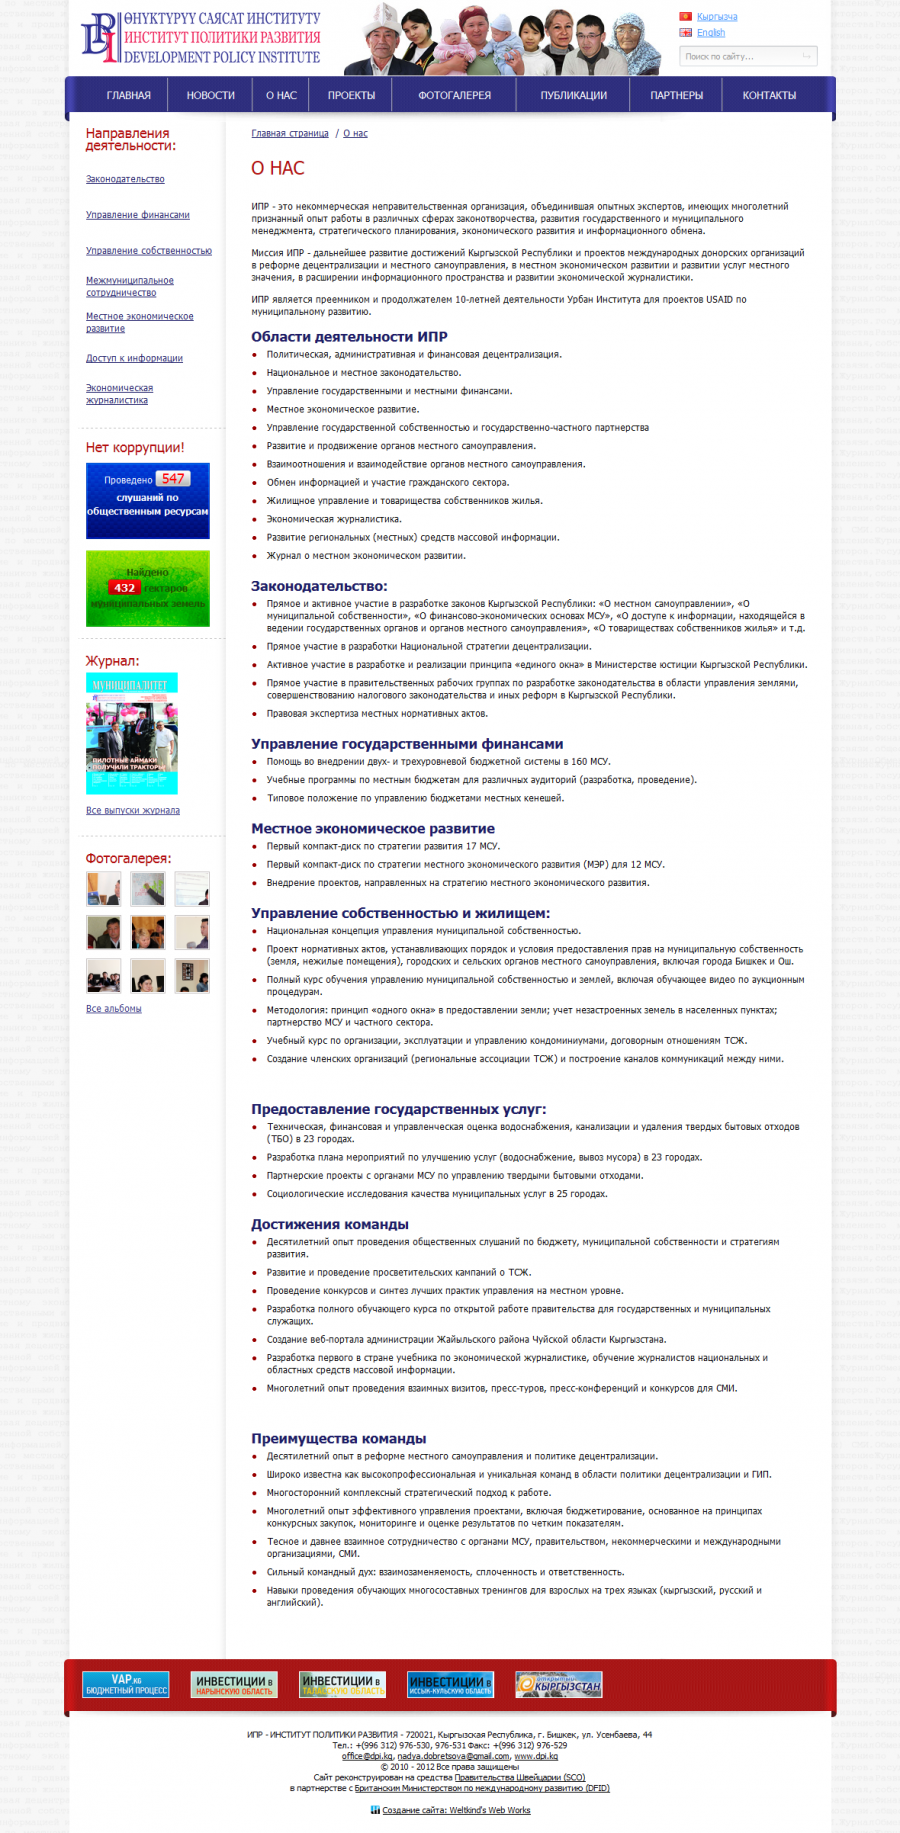 ӨНҮКТҮРҮҮ САЯСАТ ИНСТИТУТУ
ИНСТИТУТ ПОЛИТИКИ РАЗВИТИЯ
DEVELOPMENT POLICY INSTITUTE
Кыргызча
English
Поиск по сайту...
ГЛАВНАЯ НОВОСТИ О НАС ПРОЕКТЫ ФОТОГАЛЕРЕЯ ПУБЛИКАЦИИ ПАРТНЕРЫ КОНТАКТЫ
Направления
деятельности:
Законодательство
Управление финансами
Управление собственностью
Межмуниципальное
сотрудничество
Местное экономическое
развитие
Доступ к информации
Экономическая
журналистика
Нет коррупции!
Проведено 547
слушаний по
общественным ресурсам
Найдено
432 гектаров
муниципальных земель
Журнал:
МУНИЦИПАЛИТЕТ
ПИЛОТНЫЕ АЙМАКИ
ПОЛУЧИЛИ ТРАКТОРЫ
Все выпуски журнала
Фотогалерея:
Все альбомы
Главная страница / О нас
О НАС
ИПР - это некоммерческая неправительственная организация, объединившая опытных экспертов, имеющих многолетний
признанный опыт работы в различных сферах законотворчества, развития государственного и муниципального
менеджмента, стратегического планирования, экономического развития и информационного обмена.
Миссия ИПР - дальнейшее развитие достижений Кыргызской Республики и проектов международных донорских организаций
в реформе децентрализации и местного самоуправления, в местном экономическом развитии и развитии услуг местного
значения, в расширении информационного пространства и развитии экономической журналистики.
ИПР является преемником и продолжателем 10-летней деятельности Урбан Института для проектов USAID по
муниципальному развитию.
Области деятельности ИПР
Политическая, административная и финансовая децентрализация.
Национальное и местное законодательство.
Управление государственными и местными финансами.
Местное экономическое развитие.
Управление государственной собственностью и государственно-частного партнерства
Развитие и продвижение органов местного самоуправления.
Взаимоотношения и взаимодействие органов местного самоуправления.
Обмен информацией и участие гражданского сектора.
Жилищное управление и товарищества собственников жилья.
Экономическая журналистика.
Развитие региональных (местных) средств массовой информации.
Журнал о местном экономическом развитии.
Законодательство:
Прямое и активное участие в разработке законов Кыргызской Республики: «О местном самоуправлении», «О
муниципальной собственности», «О финансово-экономических основах МСУ», «О доступе к информации, находящейся в
ведении государственных органов и органов местного самоуправления», «О товариществах собственников жилья» и т.д.
Прямое участие в разработки Национальной стратегии децентрализации.
Активное участие в разработке и реализации принципа «единого окна» в Министерстве юстиции Кыргызской Республики.
Прямое участие в правительственных рабочих группах по разработке законодательства в области управления землями,
совершенствованию налогового законодательства и иных реформ в Кыргызской Республики.
Правовая экспертиза местных нормативных актов.
Управление государственными финансами
Помощь во внедрении двух- и трехуровневой бюджетной системы в 160 МСУ.
Учебные программы по местным бюджетам для различных аудиторий (разработка, проведение).
Типовое положение по управлению бюджетами местных кенешей.
Местное экономическое развитие
Первый компакт-диск по стратегии развития 17 МСУ.
Первый компакт-диск по стратегии местного экономического развития (МЭР) для 12 МСУ.
Внедрение проектов, направленных на стратегию местного экономического развития.
Управление собственностью и жилищем:
Национальная концепция управления муниципальной собственностью.
Проект нормативных актов, устанавливающих порядок и условия предоставления прав на муниципальную собственность
(земля, нежилые помещения), городских и сельских органов местного самоуправления, включая города Бишкек и Ош.
Полный курс обучения управлению муниципальной собственностью и землей, включая обучающее видео по аукционным
процедурам.
Методология: принцип «одного окна» в предоставлении земли; учет незастроенных земель в населенных пунктах;
партнерство МСУ и частного сектора.
Учебный курс по организации, эксплуатации и управлению кондоминиумами, договорным отношениям ТСЖ.
Создание членских организаций (региональные ассоциации ТСЖ) и построение каналов коммуникаций между ними.
Предоставление государственных услуг:
Техническая, финансовая и управленческая оценка водоснабжения, канализации и удаления твердых бытовых отходов
(ТБО) в 23 городах.
Разработка плана мероприятий по улучшению услуг (водоснабжение, вывоз мусора) в 23 городах.
Партнерские проекты с органами МСУ по управлению твердыми бытовыми отходами.
Социологические исследования качества муниципальных услуг в 25 городах.
Достижения команды
Десятилетний опыт проведения общественных слушаний по бюджету, муниципальной собственности и стратегиям
развития.
Развитие и проведение просветительских кампаний о ТСЖ.
Проведение конкурсов и синтез лучших практик управления на местном уровне.
Разработка полного обучающего курса по открытой работе правительства для государственных и муниципальных
служащих.
Создание веб-портала администрации Жайыльского района Чуйской области Кыргызстана.
Разработка первого в стране учебника по экономической журналистике, обучение журналистов национальных и
областных средств массовой информации.
Многолетний опыт проведения взаимных визитов, пресс-туров, пресс-конференций и конкурсов для СМИ.
Преимущества команды
Десятилетний опыт в реформе местного самоуправления и политике децентрализации.
Широко известна как высокопрофессиональная и уникальная команд в области политики децентрализации и ГИП.
Многосторонний комплексный стратегический подход к работе.
Многолетний опыт эффективного управления проектами, включая бюджетирование, основанное на принципах
конкурсных закупок, мониторинге и оценке результатов по четким показателям.
Тесное и давнее взаимное сотрудничество с органами МСУ, правительством, некоммерческими и международными
организациями, СМИ.
Сильный командный дух: взаимозаменяемость, сплоченность и ответственность.
Навыки проведения обучающих многосоставных тренингов для взрослых на трех языках (кыргызский, русский и
английский).
VAP.KG
БЮДЖЕТНЫЙ ПРОЦЕСС
ИНВЕСТИЦИИ В
НАРЫНСКУЮ ОБЛАСТЬ
ИНВЕСТИЦИИ В
ТАЛАССКУЮ ОБЛАСТЬ
ИНВЕСТИЦИИ В
ИССЫК-КУЛЬСКУЮ ОБЛАСТЬ
открытый
КЫРГЫЗСТАН
ИПР - ИНСТИТУТ ПОЛИТИКИ РАЗВИТИЯ - 720021, Кыргызская Республика, г. Бишкек, ул. Усенбаева, 44
Тел.: +(996 312) 976-530, 976-531 Факс: +(996 312) 976-529
office@dpi.kg, nadya.dobretsova@gmail.com, www.dpi.kg
© 2010 - 2012 Все права защищены
Сайт реконструирован на средства Правительства Швейцарии (SCO)
в партнерстве с Британским Министерством по международному развитию (DFID)
Создание сайта: Weltkind's Web Works